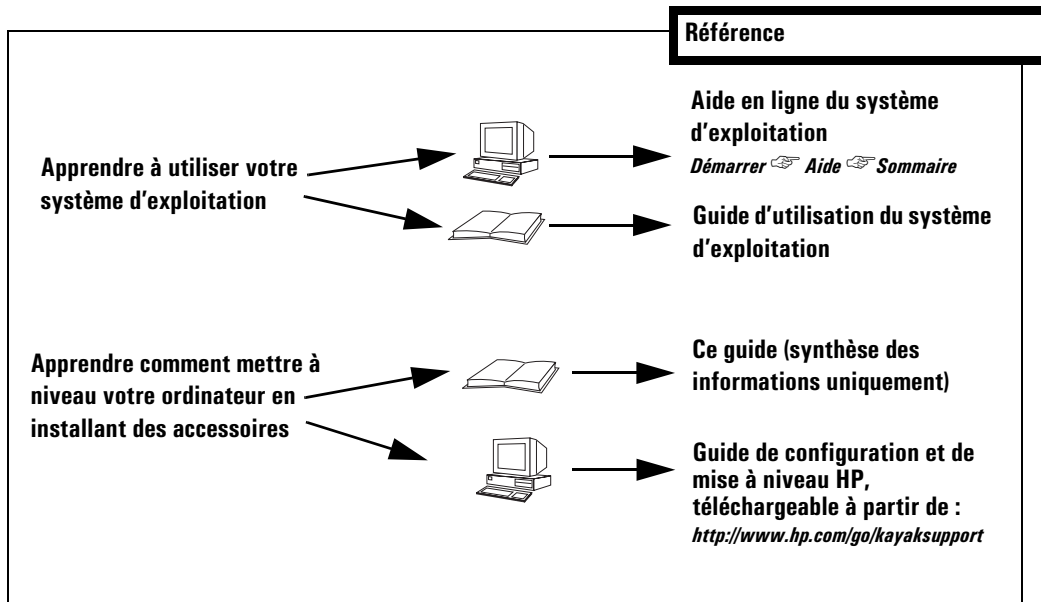 Référence
Apprendre à utiliser votre
système d'exploitation
Aide en ligne du système
d'exploitation
Démarrer ☞ Aide ☞ Sommaire
Guide d'utilisation du système
d'exploitation
Apprendre comment mettre à
niveau votre ordinateur en
installant des accessoires
Ce guide (synthèse des
informations uniquement)
Guide de configuration et de
mise à niveau HP,
téléchargeable à partir de :
http://www.hp.com/go/kayaksupport